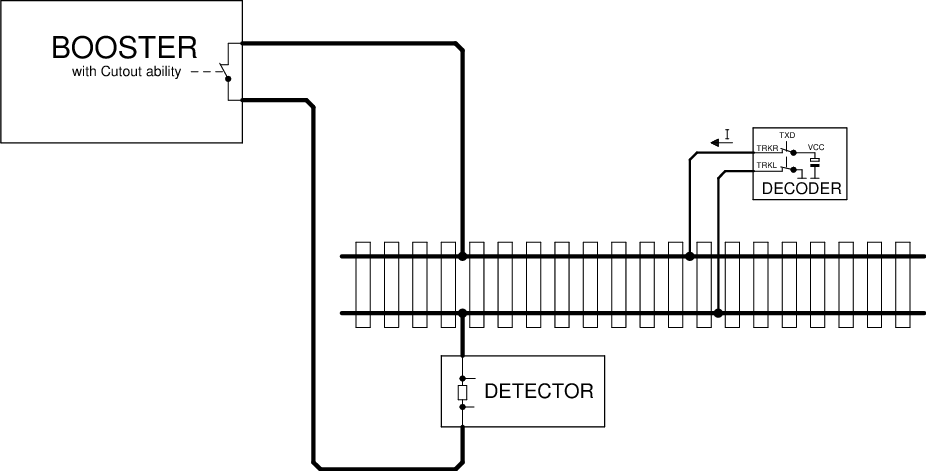 BOOSTER
with Cutout ability
I
TXD
TRKR
VCC
TRKL
DECODER
DETECTOR